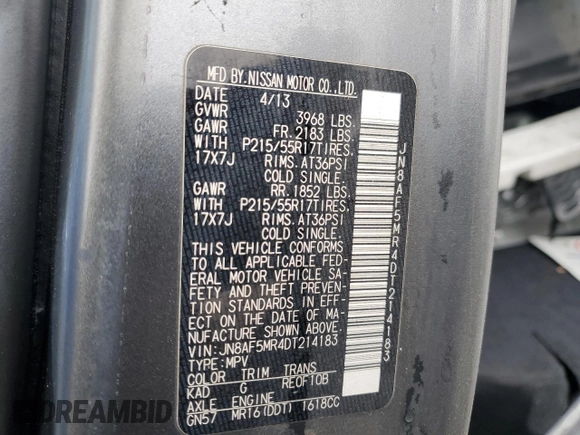 MFD BY.NISSAN MOTOR CO.,LTD.
DATE 4/13
GVWR 3968 LBS.
GAWR FR. 2183 LBS.
WITH P215/55R17TIRES.
17X7J RIMS. AT36PSI
COLD SINGLE.
GAWR RR. 1852 LBS.
WITH P215/55R17TIRES.
17X7J RIMS. AT36PSI
COLD SINGLE.
THIS VEHICLE CONFORMS
TO ALL APPLICABLE FED-
ERAL MOTOR VEHICLE SA-
FETY AND THEFT PREVEN-
TION STANDARDS IN EFF-
ECT ON THE DATE OF MA-
NUFACTURE SHOWN ABOVE.
VIN:JN8AF5MR4DT214183
TYPE:MPV
COLOR TRIM TRANS
KAD G RE0F10B
AXLE ENGINE
GN57 MR16(DDT) 1618CC
JN8AF5MR4DT214183
EASTERBIDCARS